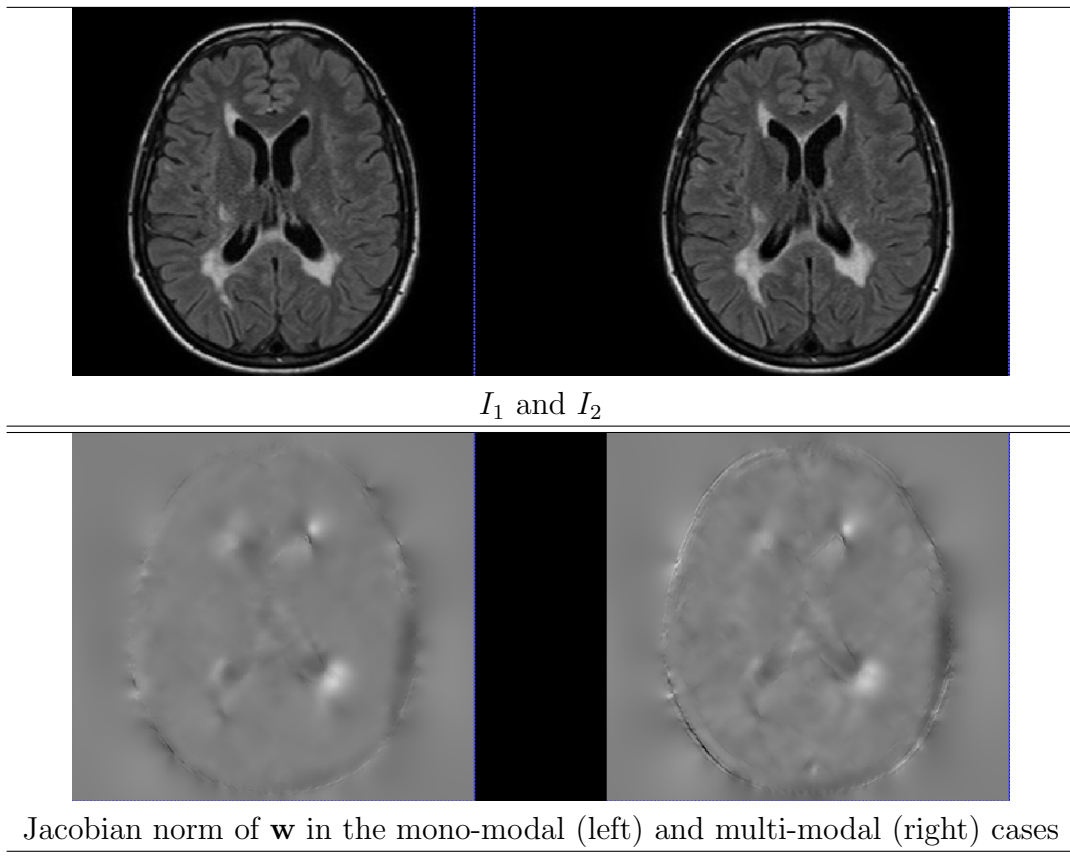 I₁ and I₂
Jacobian norm of w in the mono-modal (left) and multi-modal (right) cases